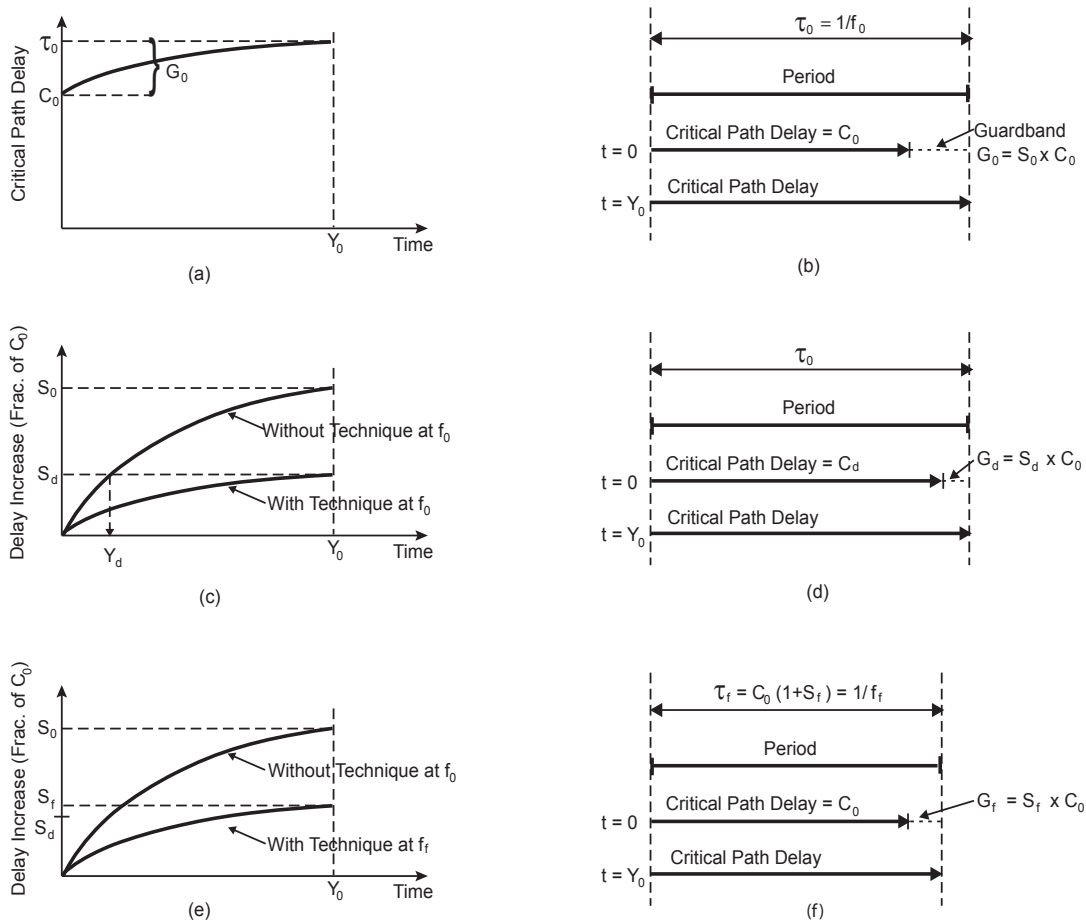 Critical Path Delay
τ0
C0
G0
Y0
Time
(a)
τ0 = 1/f0
Period
Critical Path Delay = C0
Guardband
t = 0
G0 = S0 x C0
Critical Path Delay
t = Y0
(b)
Delay Increase (Frac. of C0)
S0
Without Technique at f0
Sd
With Technique at f0
Yd
Y0
Time
(c)
τ0
Period
Critical Path Delay = Cd
Gd = Sd x C0
t = 0
Critical Path Delay
t = Y0
(d)
Delay Increase (Frac. of C0)
S0
Without Technique at f0
Sf
Sd
With Technique at ff
Y0
Time
(e)
τf = C0 (1+Sf) = 1/ff
Period
Critical Path Delay = C0
Gf = Sf x C0
t = 0
Critical Path Delay
t = Y0
(f)